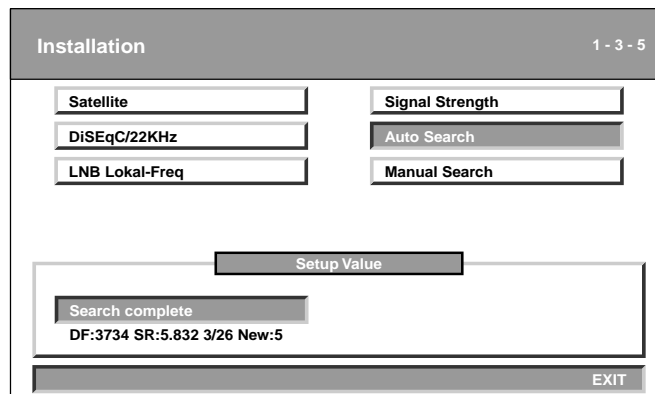 Installation 1 - 3 - 5
Satellite Signal Strength
DiSEqC/22KHz Auto Search
LNB Lokal-Freq Manual Search
Setup Value
Search complete
DF:3734 SR:5.832 3/26 New:5
EXIT